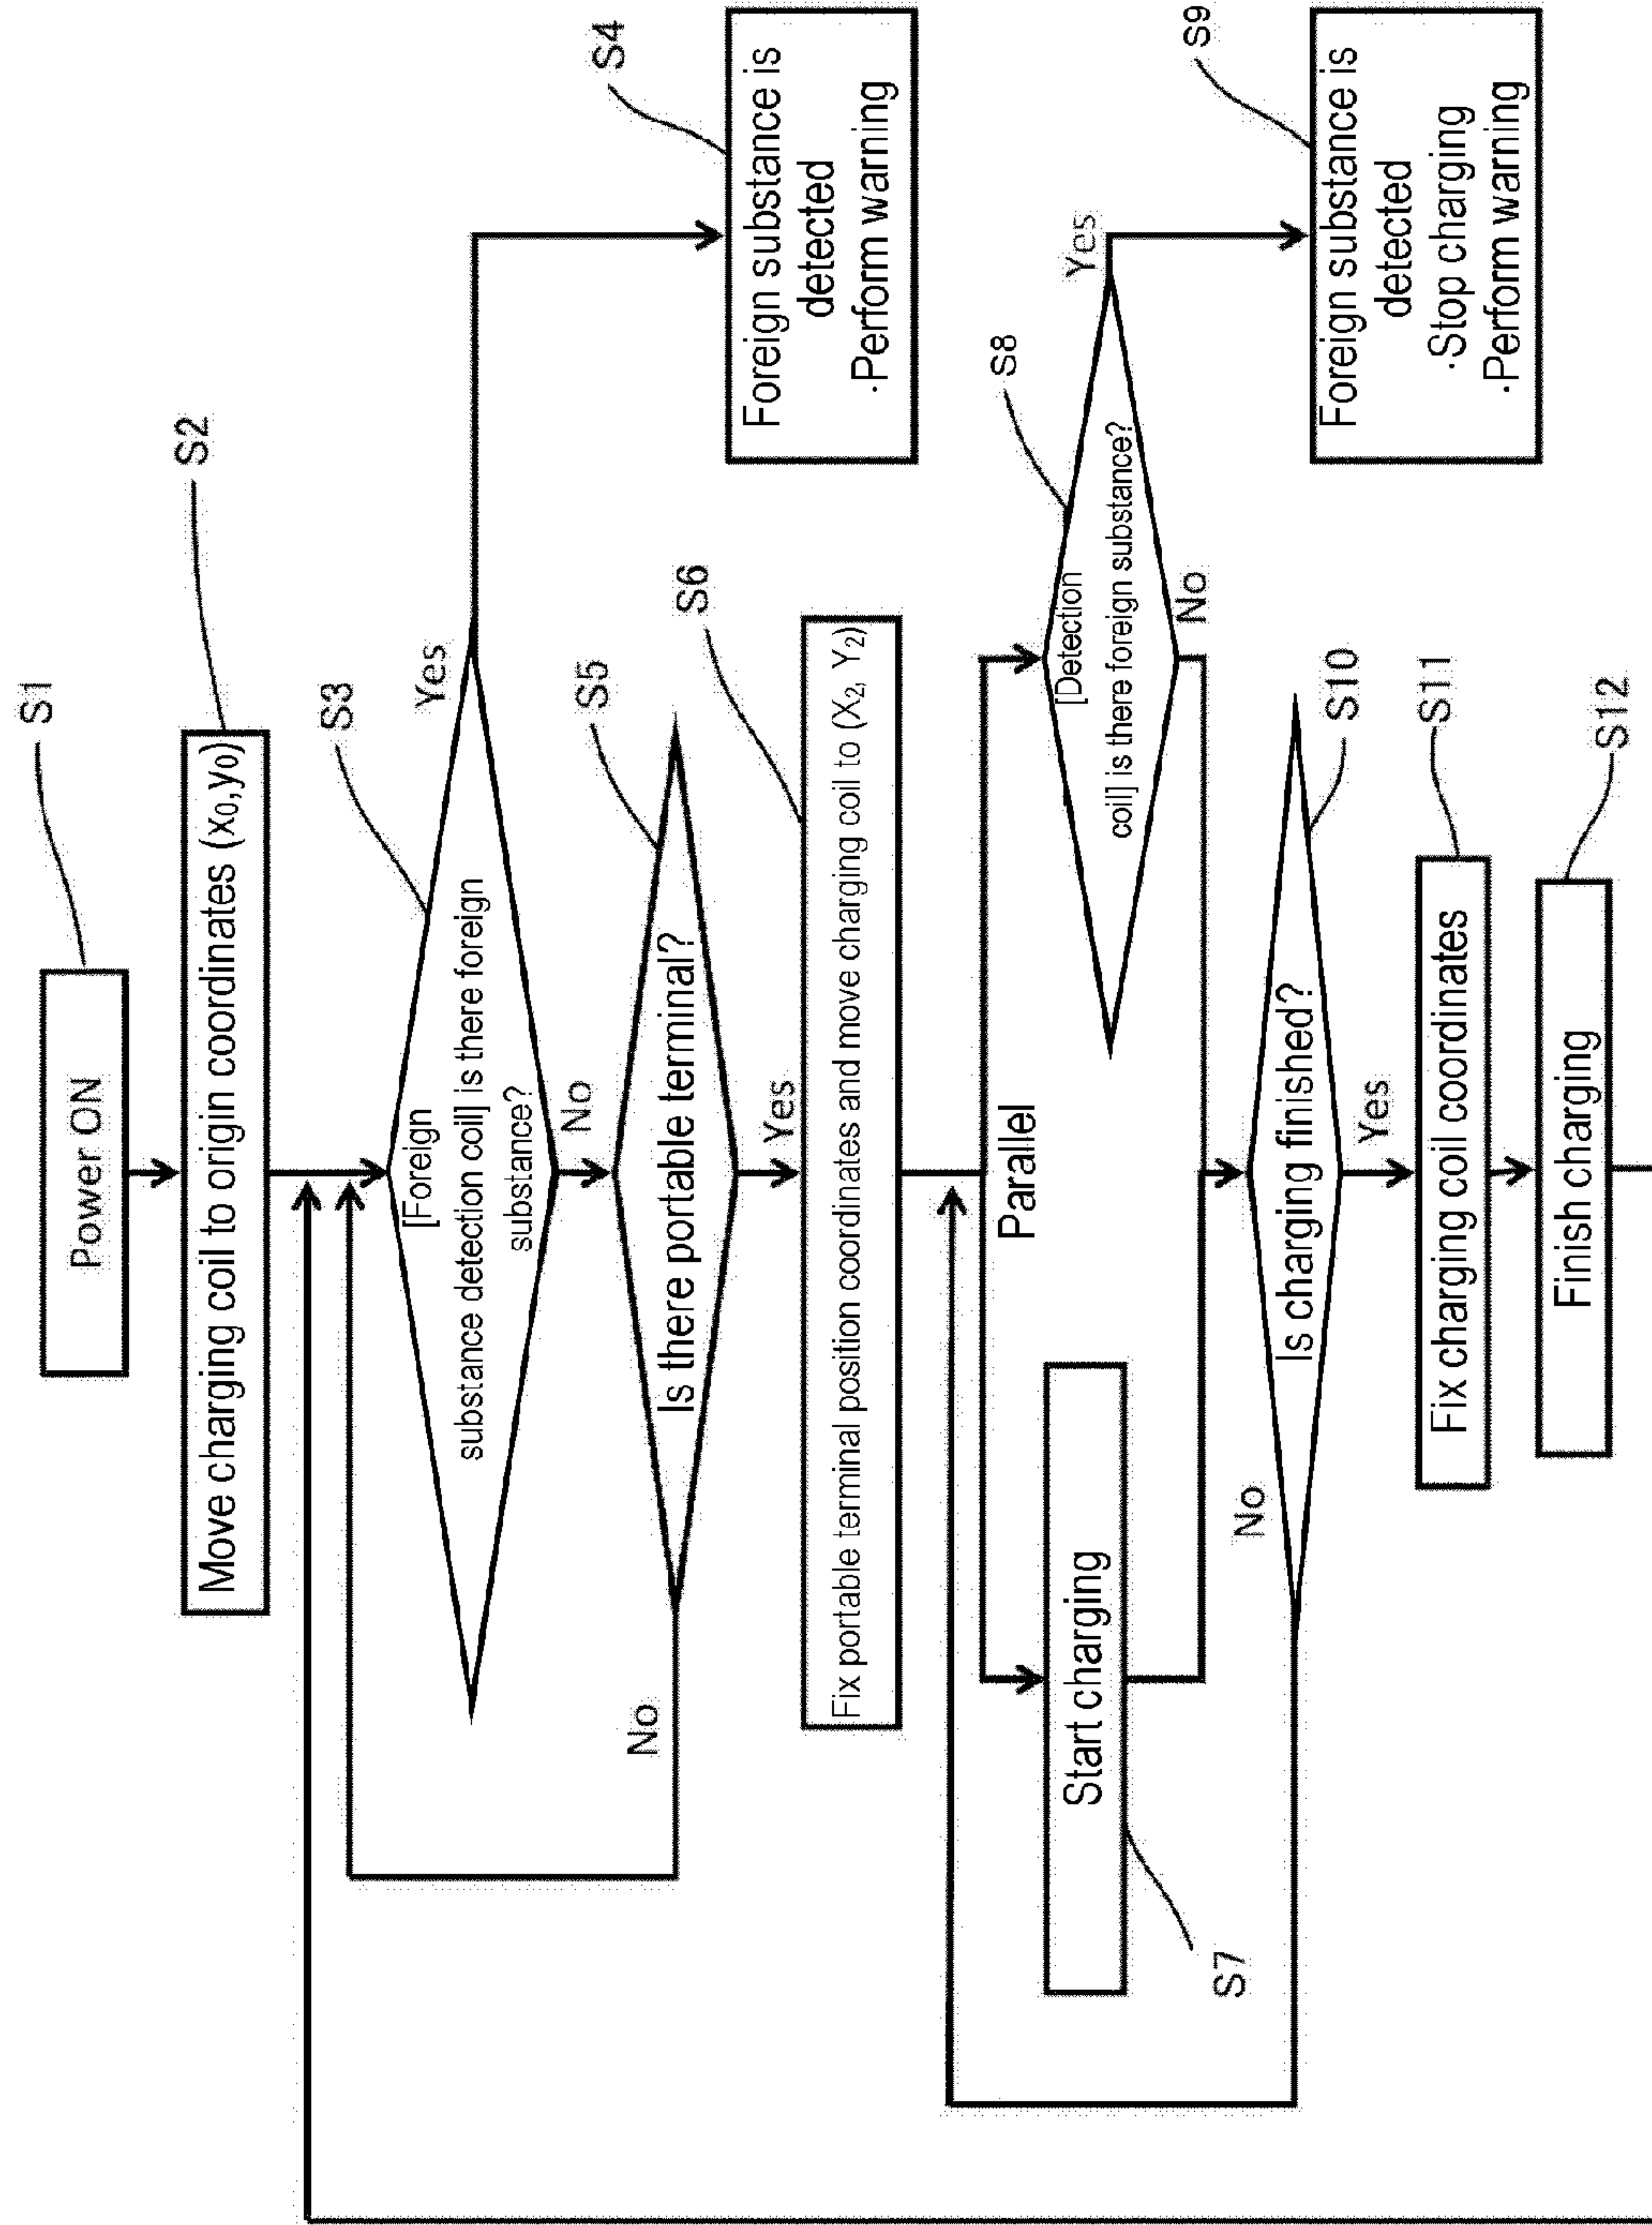 S1
Power ON
S2
Move charging coil to origin coordinates (x0,y0)
S3
[Foreign
substance detection coil] is there foreign
substance?
Yes
No
S4
Foreign substance is
detected
·Perform warning
S5
Is there portable terminal?
No
Yes
S6
Fix portable terminal position coordinates and move charging coil to (X2, Y2)
Parallel
S7
Start charging
S8
[Detection
coil] is there foreign substance?
Yes
No
S9
Foreign substance is
detected
·Stop charging
·Perform warning
S10
Is charging finished?
No
Yes
S11
Fix charging coil coordinates
S12
Finish charging